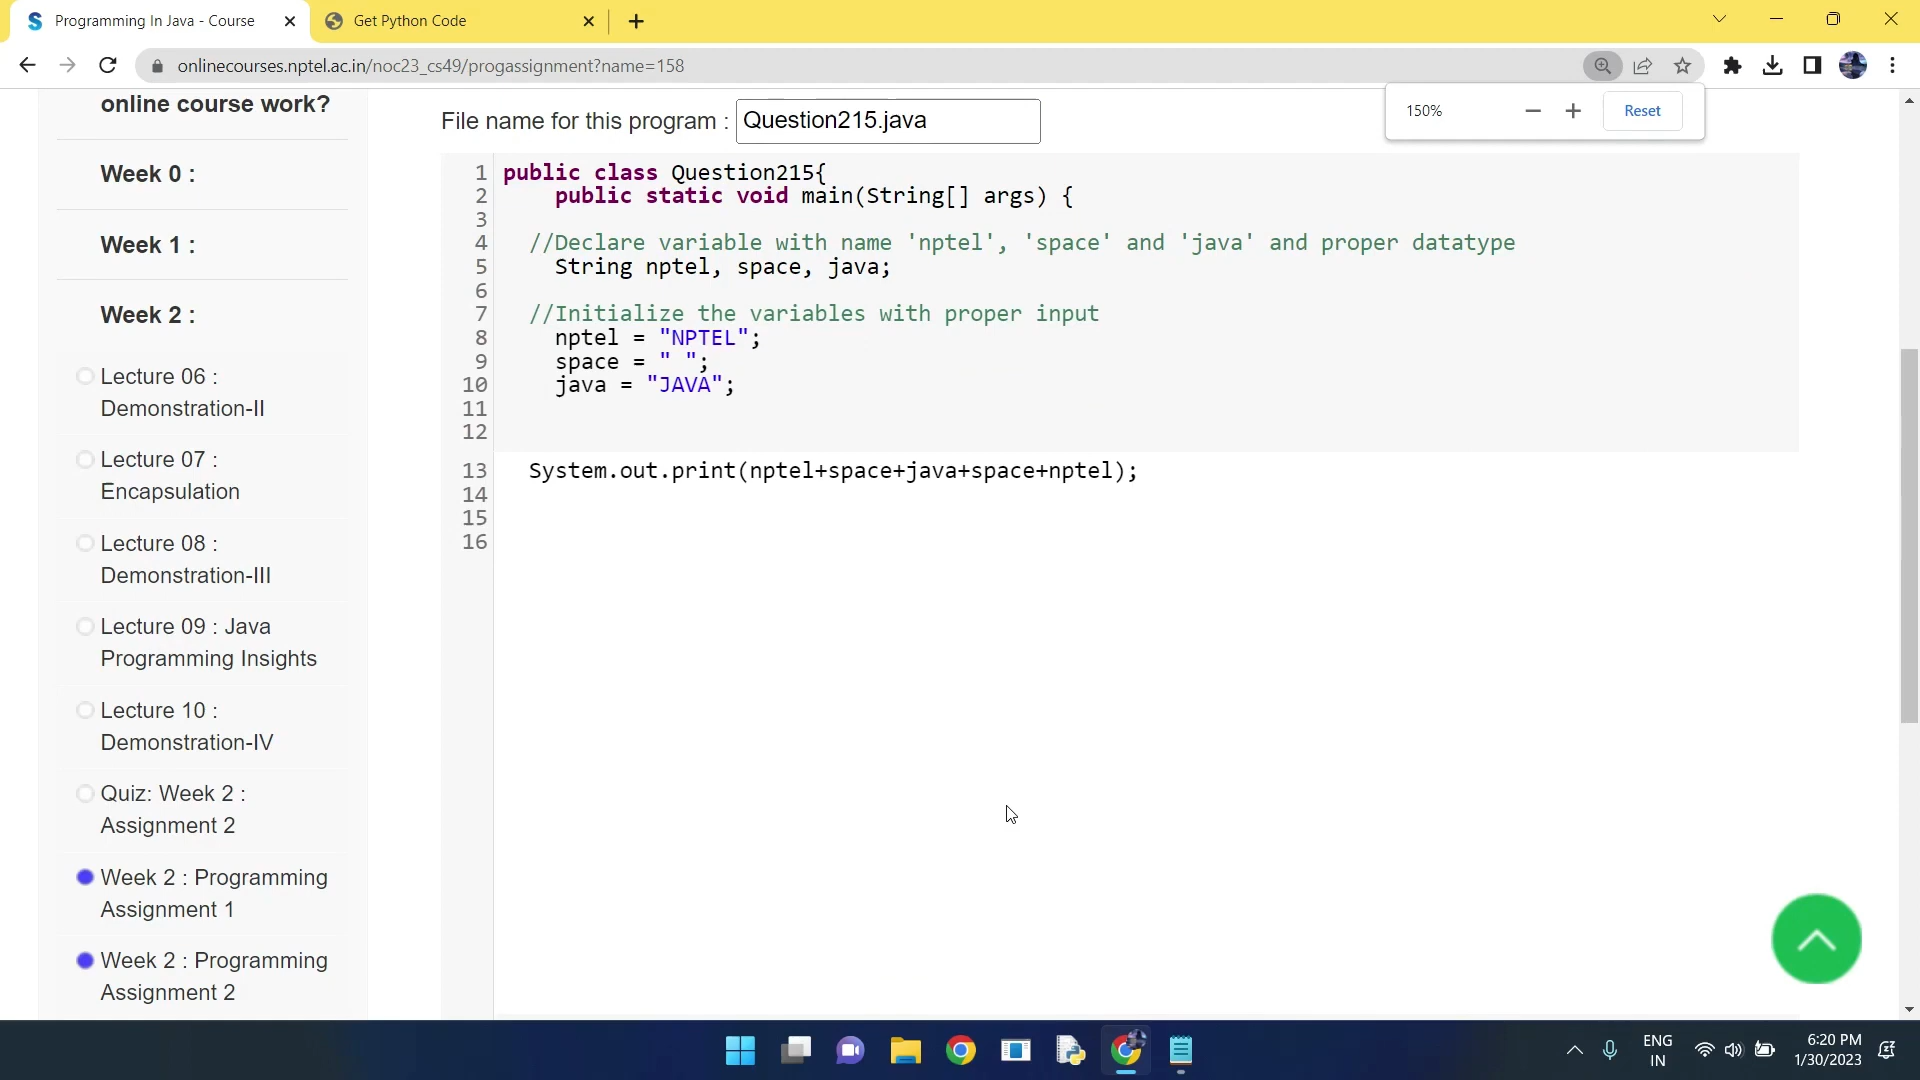 Programming In Java - Course
Get Python Code
onlinecourses.nptel.ac.in/noc23_cs49/progassignment?name=158
150%
Reset
online course work?
Week 0 :
Week 1 :
Week 2 :
Lecture 06 :
Demonstration-II
Lecture 07 :
Encapsulation
Lecture 08 :
Demonstration-III
Lecture 09 : Java
Programming Insights
Lecture 10 :
Demonstration-IV
Quiz: Week 2 :
Assignment 2
Week 2 : Programming
Assignment 1
Week 2 : Programming
Assignment 2
File name for this program : Question215.java
1 public class Question215{
2 public static void main(String[] args) {
3
4 //Declare variable with name 'nptel', 'space' and 'java' and proper datatype
5 String nptel, space, java;
6
7 //Initialize the variables with proper input
8 nptel = "NPTEL";
9 space = " ";
10 java = "JAVA";
11
12
13 System.out.print(nptel+space+java+space+nptel);
14
15
16
ENG
IN
6:20 PM
1/30/2023